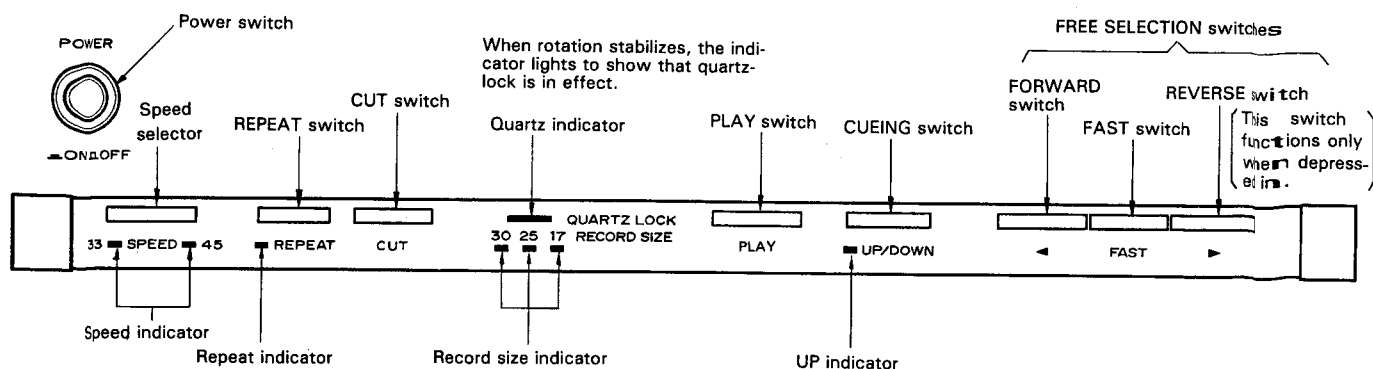 Power switch
POWER
ON OFF
Speed
selector
REPEAT switch
CUT switch
When rotation stabilizes, the indi-
cator lights to show that quartz-
lock is in effect.
Quartz indicator
PLAY switch
CUEING switch
FREE SELECTION switches
FORWARD
switch
FAST switch
REVERSE switch
(This switch
functions only
when depress-
ed in.)
33 SPEED 45
REPEAT
CUT
QUARTZ LOCK
30 25 17 RECORD SIZE
PLAY
UP/DOWN
◄ FAST ►
Speed indicator
Repeat indicator
Record size indicator
UP indicator